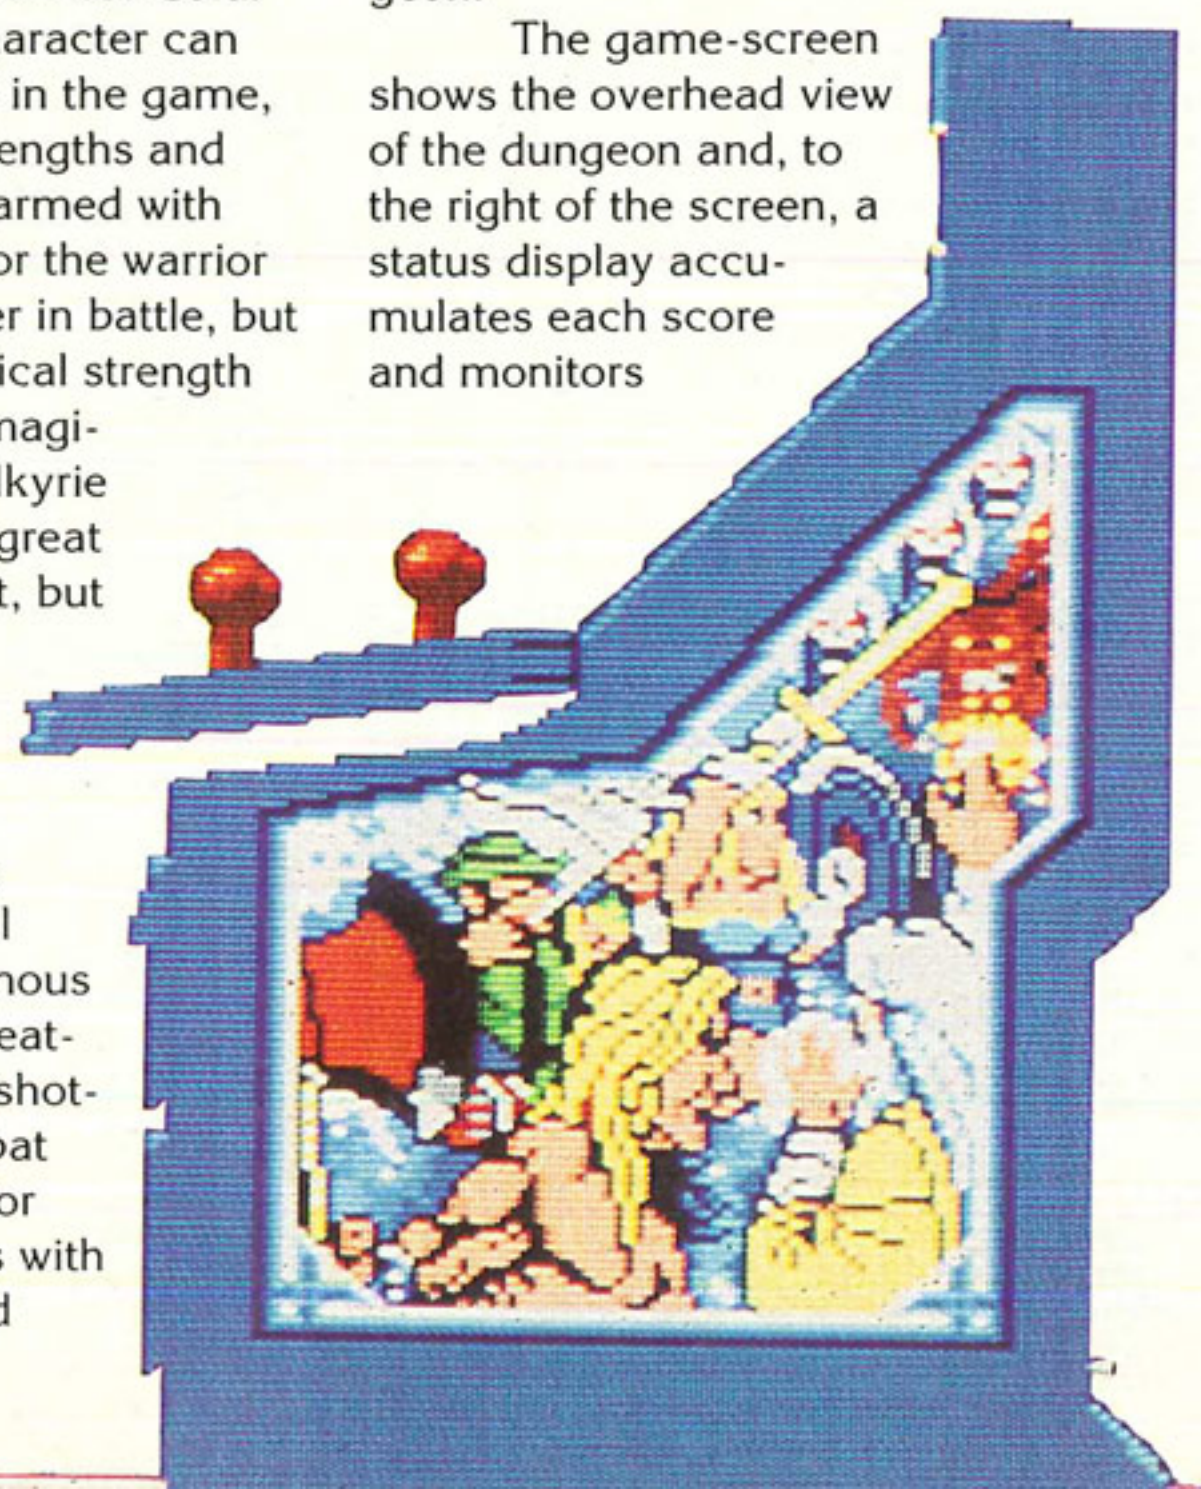 aracter can
in the game,
engths and
armed with
or the warrior
er in battle, but
ical strength
nagi-
lkyrie
great
t, but
l
nous
eat-
shot-
oat
or
s with
d
The game-screen
shows the overhead view
of the dungeon and, to
the right of the screen, a
status display accu-
mulates each score
and monitors